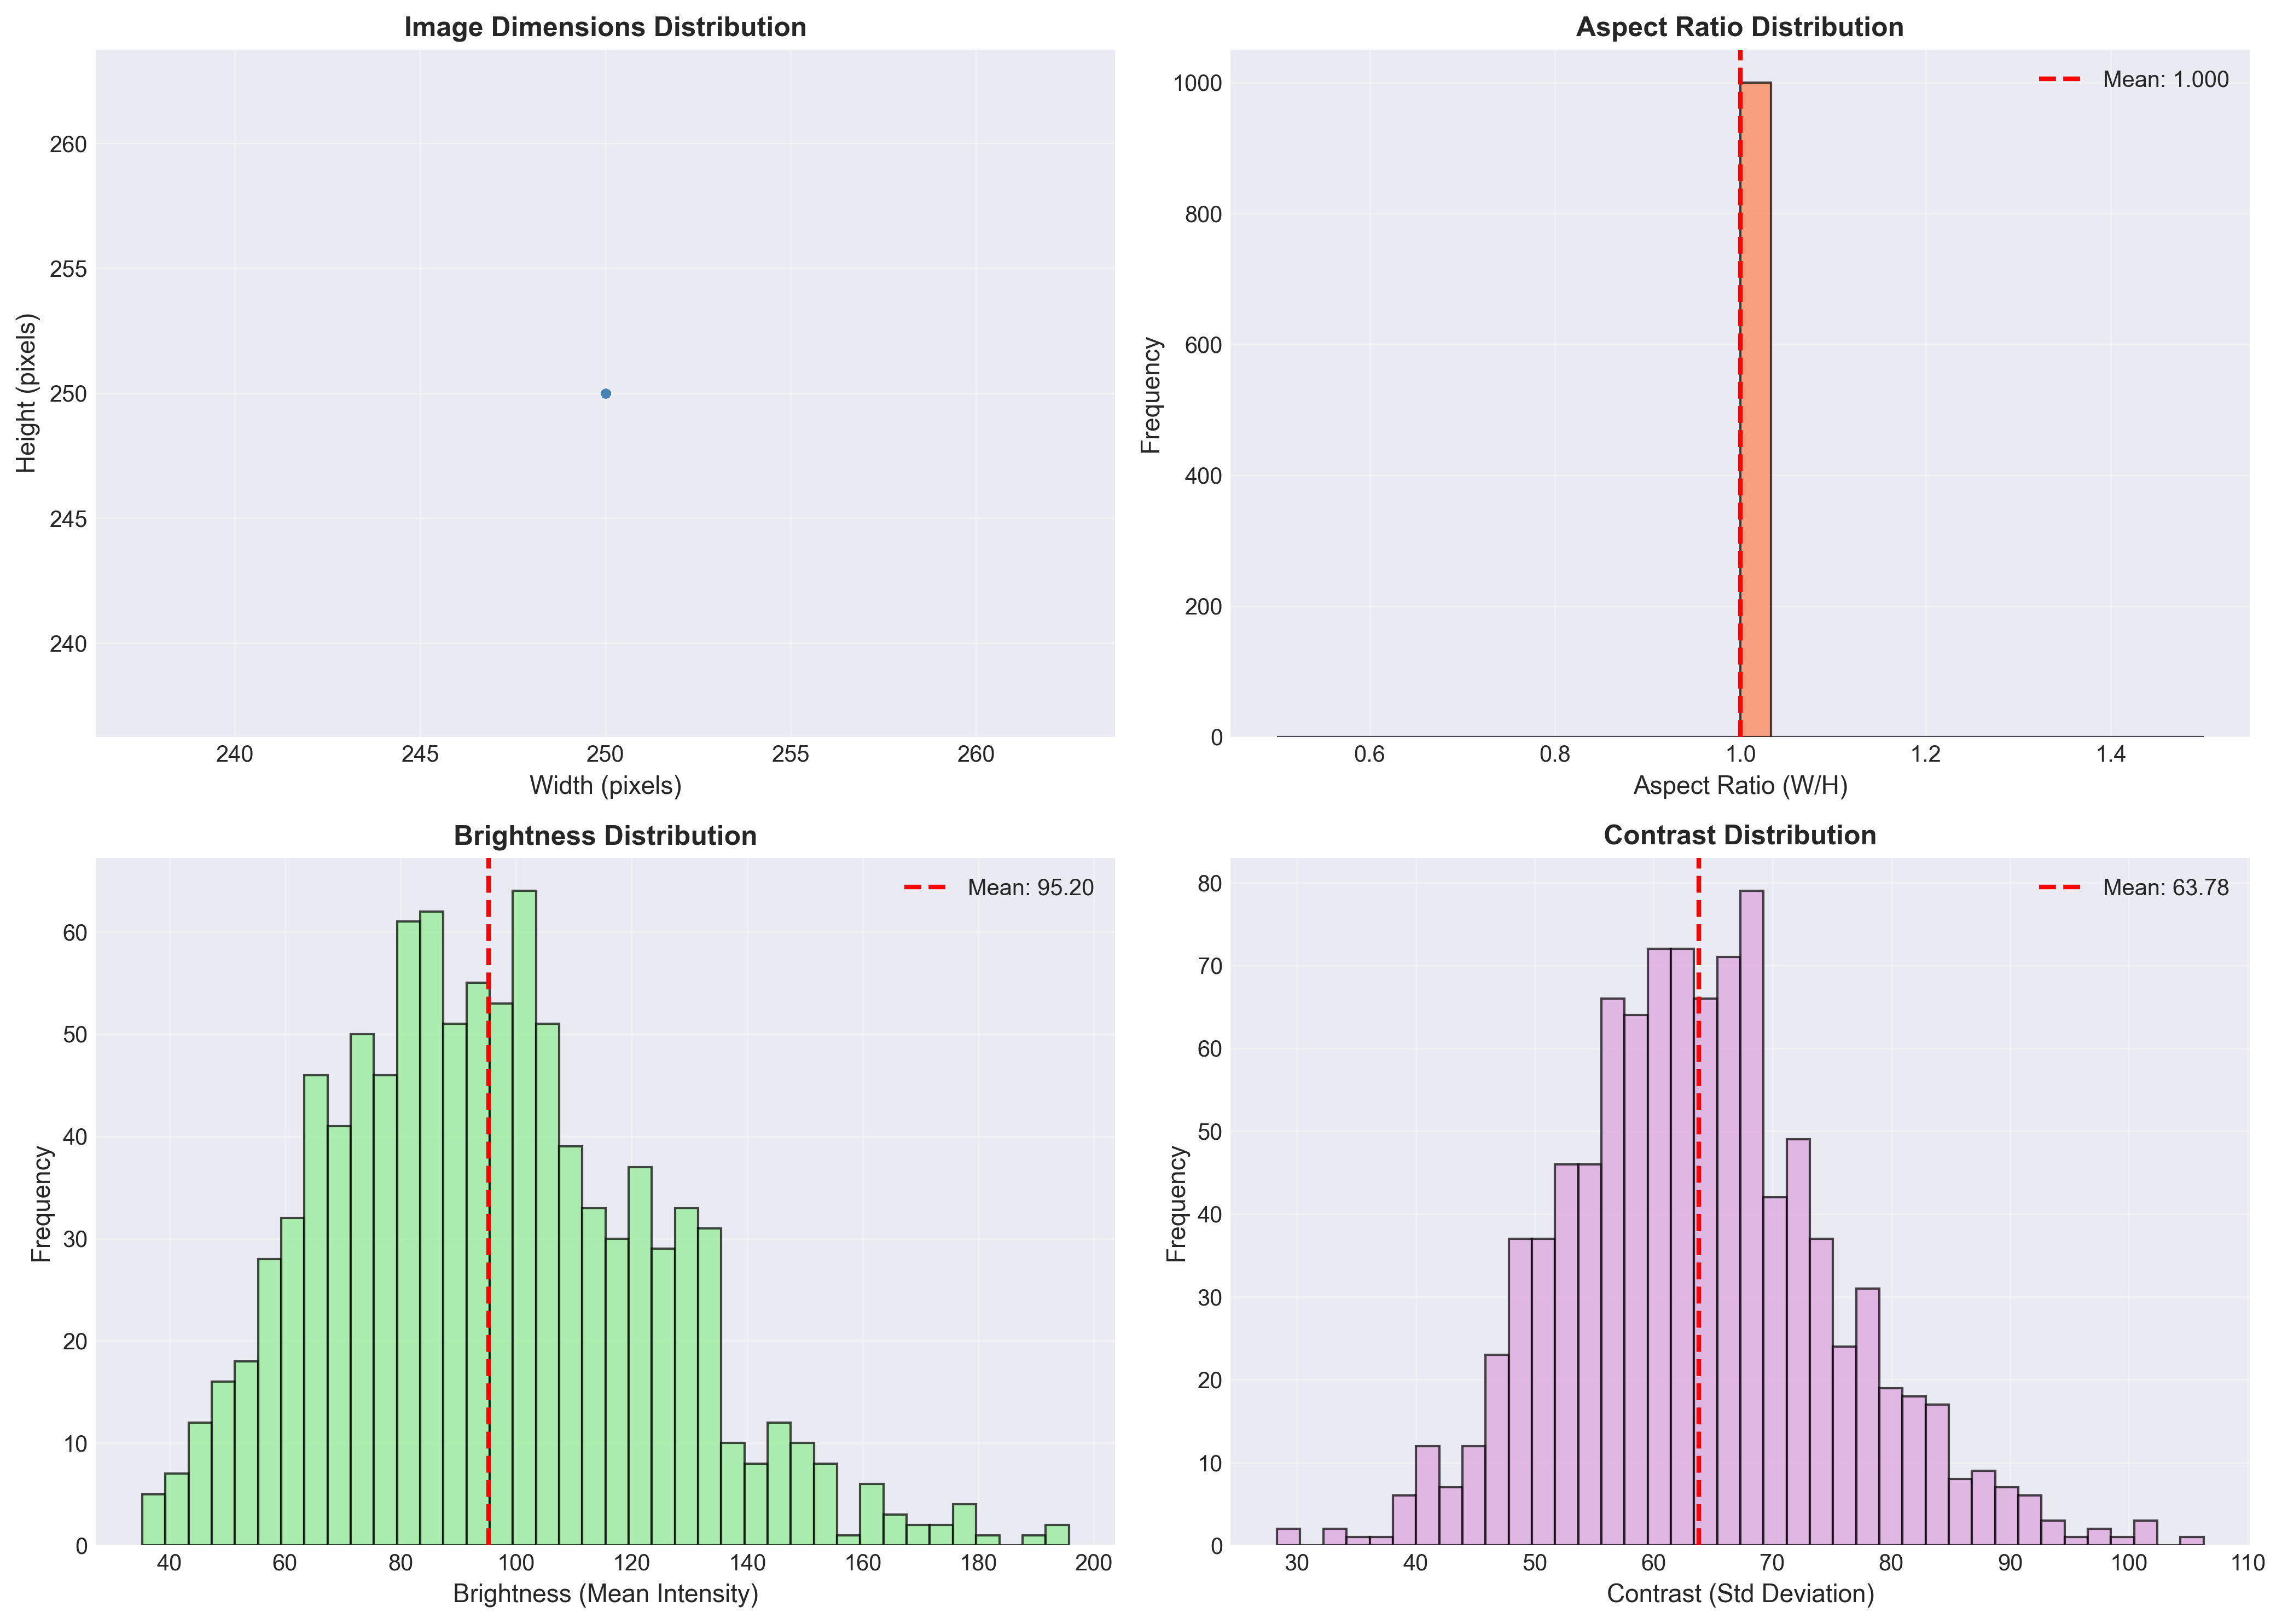 Image Dimensions Distribution
260
255
250
245
240
Height (pixels)
240 245 250 255 260
Width (pixels)
Aspect Ratio Distribution
Mean: 1.000
1000
800
600
400
200
0
Frequency
0.6 0.8 1.0 1.2 1.4
Aspect Ratio (W/H)
Brightness Distribution
Mean: 95.20
60
50
40
30
20
10
0
Frequency
40 60 80 100 120 140 160 180 200
Brightness (Mean Intensity)
Contrast Distribution
Mean: 63.78
80
70
60
50
40
30
20
10
0
Frequency
30 40 50 60 70 80 90 100 110
Contrast (Std Deviation)